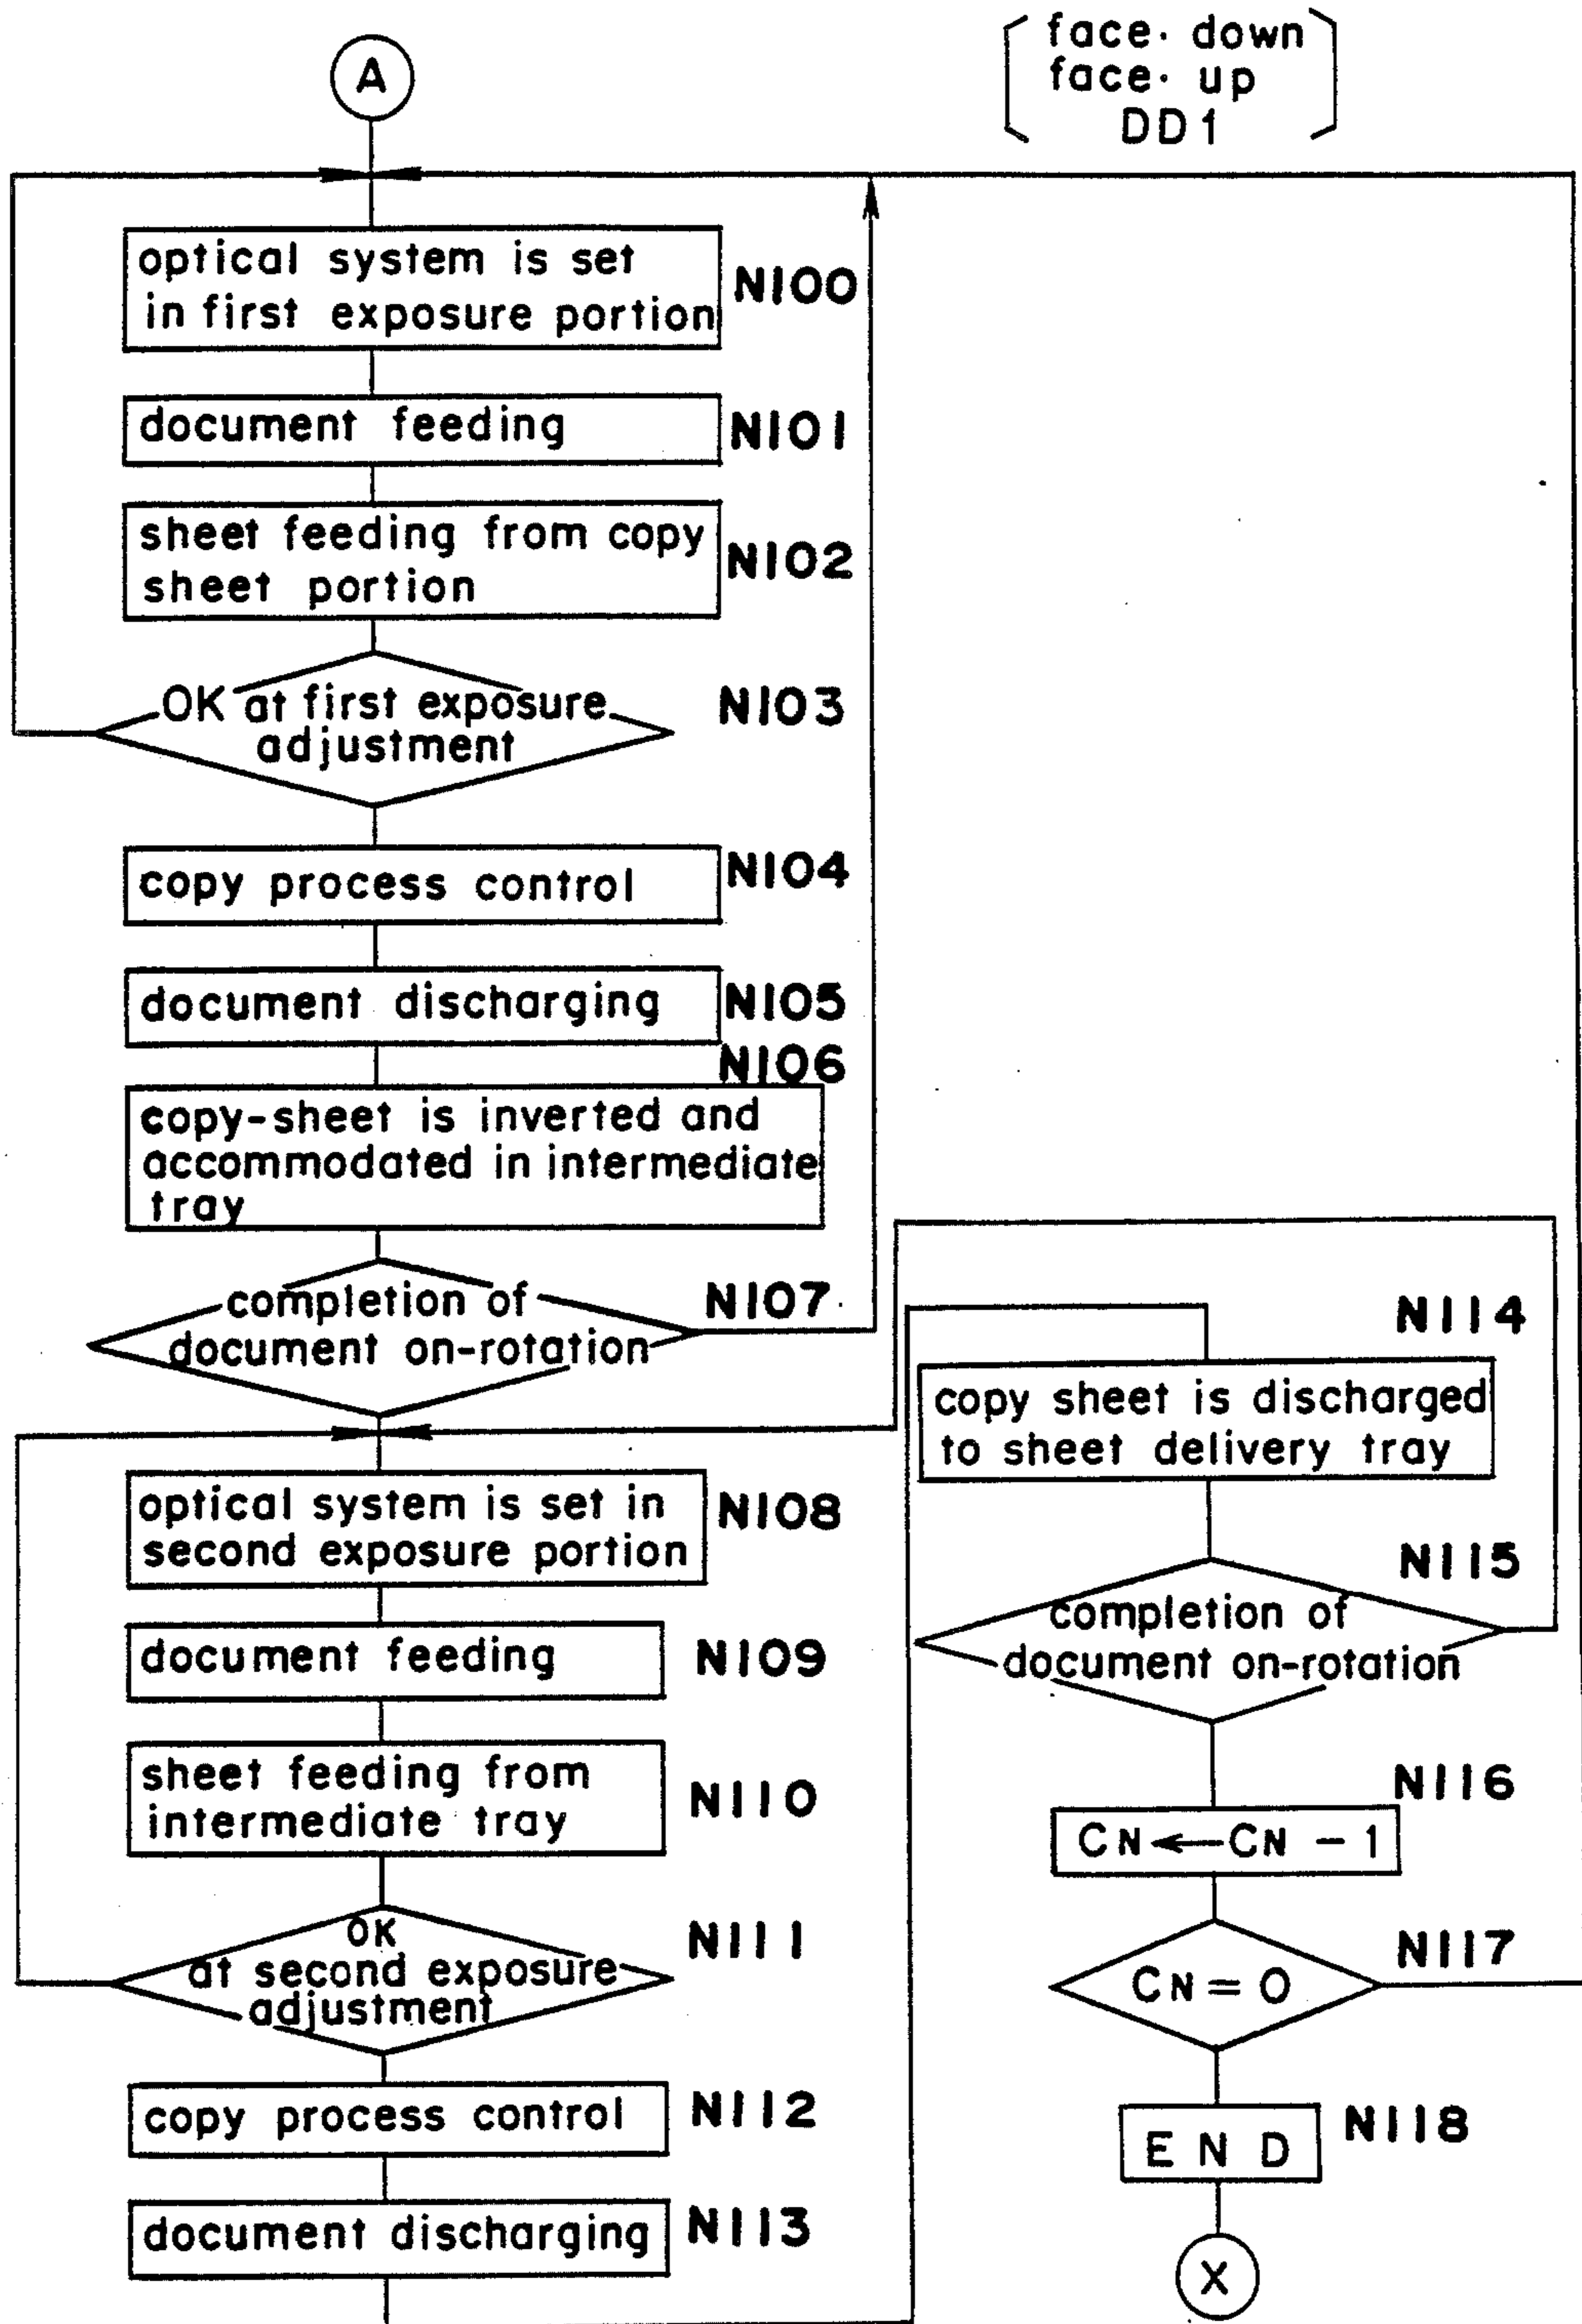 face. down
face. up
DD1
A
optical system is set
in first exposure portion
N100
document feeding
N101
sheet feeding from copy
sheet portion
N102
OK at first exposure
adjustment
N103
copy process control
N104
document discharging
N105
N106
copy-sheet is inverted and
accommodated in intermediate
tray
completion of
document on-rotation
N107
optical system is set in
second exposure portion
N108
document feeding
N109
sheet feeding from
intermediate tray
N110
OK
at second exposure
adjustment
N111
copy process control
N112
document discharging
N113
N114
copy sheet is discharged
to sheet delivery tray
N115
completion of
document on-rotation
N116
CN ← CN - 1
N117
CN = 0
END
N118
X